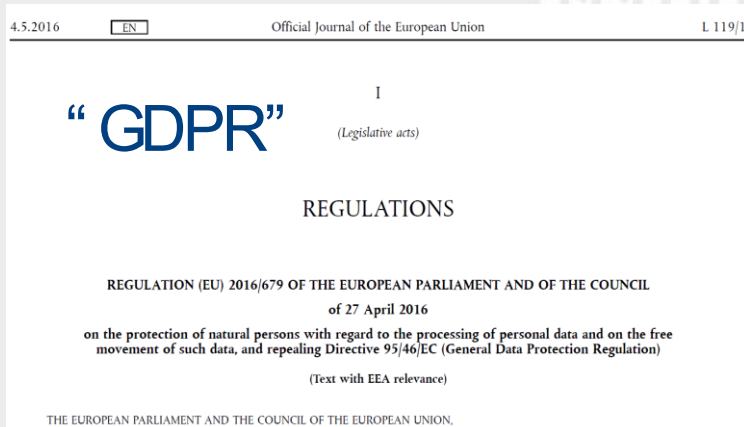 4.5.2016 EN Official Journal of the European Union L 119/1
I
“ GDPR”
(Legislative acts)
REGULATIONS
REGULATION (EU) 2016/679 OF THE EUROPEAN PARLIAMENT AND OF THE COUNCIL
of 27 April 2016
on the protection of natural persons with regard to the processing of personal data and on the free
movement of such data, and repealing Directive 95/46/EC (General Data Protection Regulation)
(Text with EEA relevance)
THE EUROPEAN PARLIAMENT AND THE COUNCIL OF THE EUROPEAN UNION,